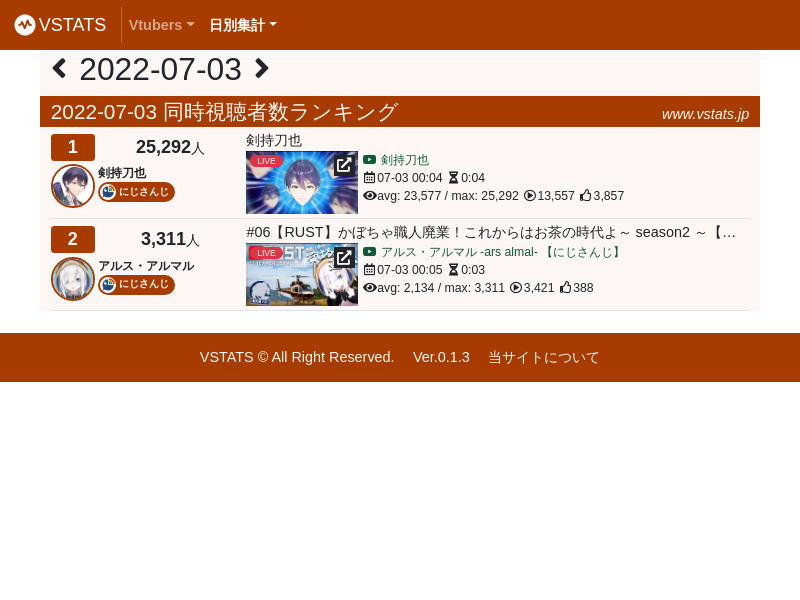 VSTATS Vtubers 日別集計
2022-07-03
2022-07-03 同時視聴者数ランキング www.vstats.jp
1 25,292人
剣持刀也
にじさんじ
剣持刀也
LIVE
剣持刀也
07-03 00:04 0:04
avg: 23,577 / max: 25,292 13,557 3,857
2 3,311人
アルス・アルマル
にじさんじ
#06【RUST】かぼちゃ職人廃業！これからはお茶の時代よ～ season2 ～【…
LIVE
アルス・アルマル -ars almal- 【にじさんじ】
07-03 00:05 0:03
avg: 2,134 / max: 3,311 3,421 388
VSTATS © All Right Reserved. Ver.0.1.3 当サイトについて